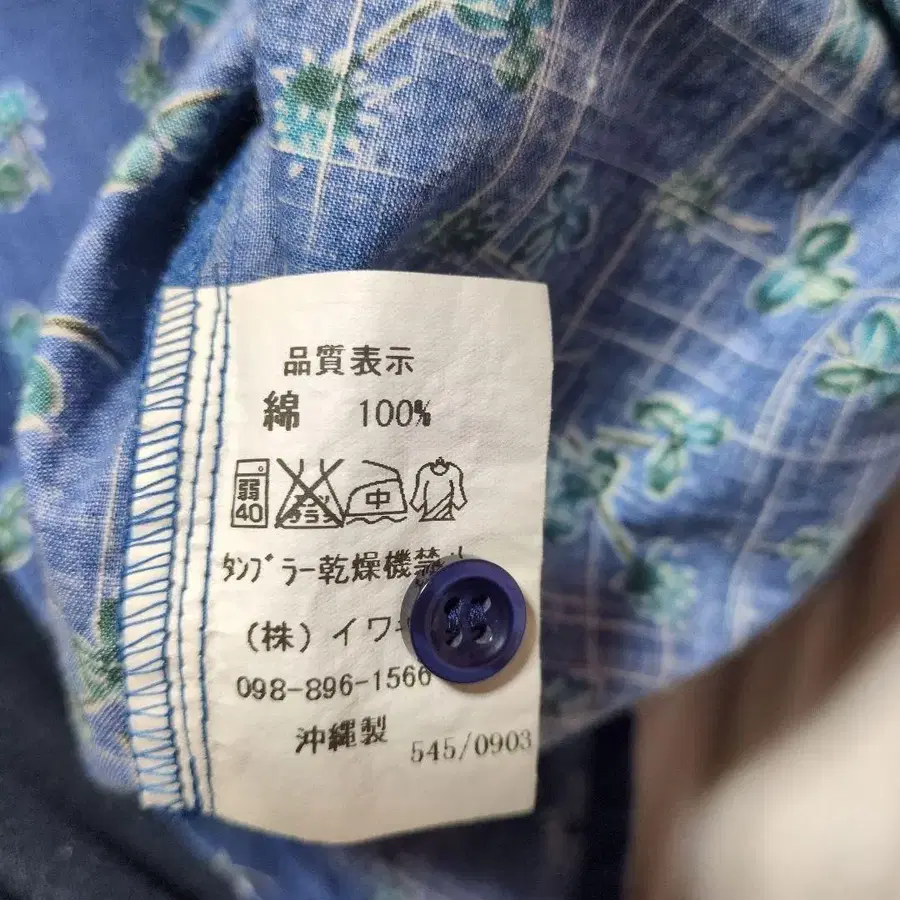 品質表示
綿 100%
弱 40 中
タンブラー乾燥機禁止
(株) イワ
098-896-1566
沖縄製
545/0903